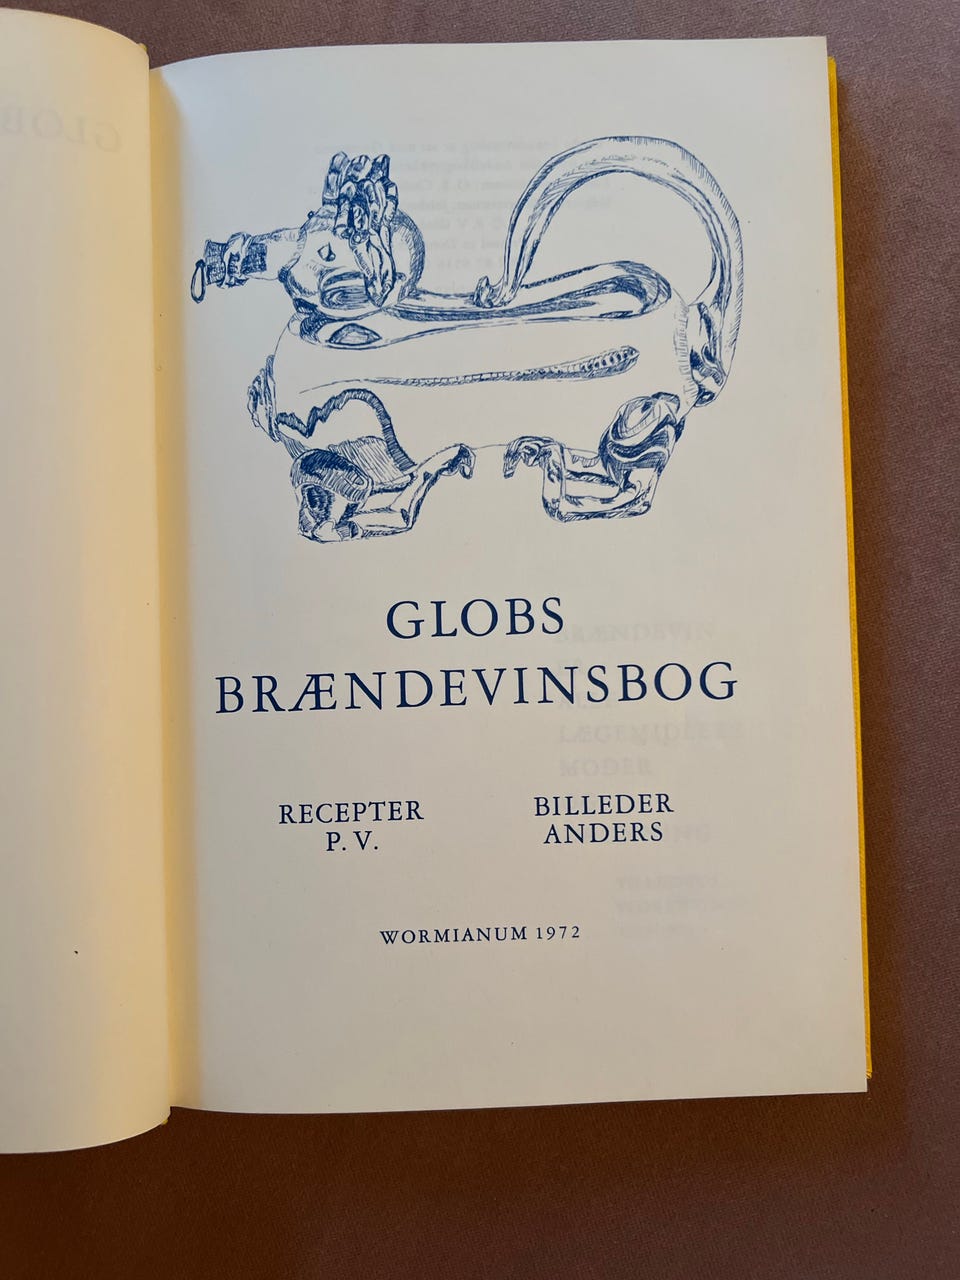 GLOBS
BRÆNDEVINSBOG
RECEPTER
P. V.
BILLEDER
ANDERS
WORMIANUM 1972